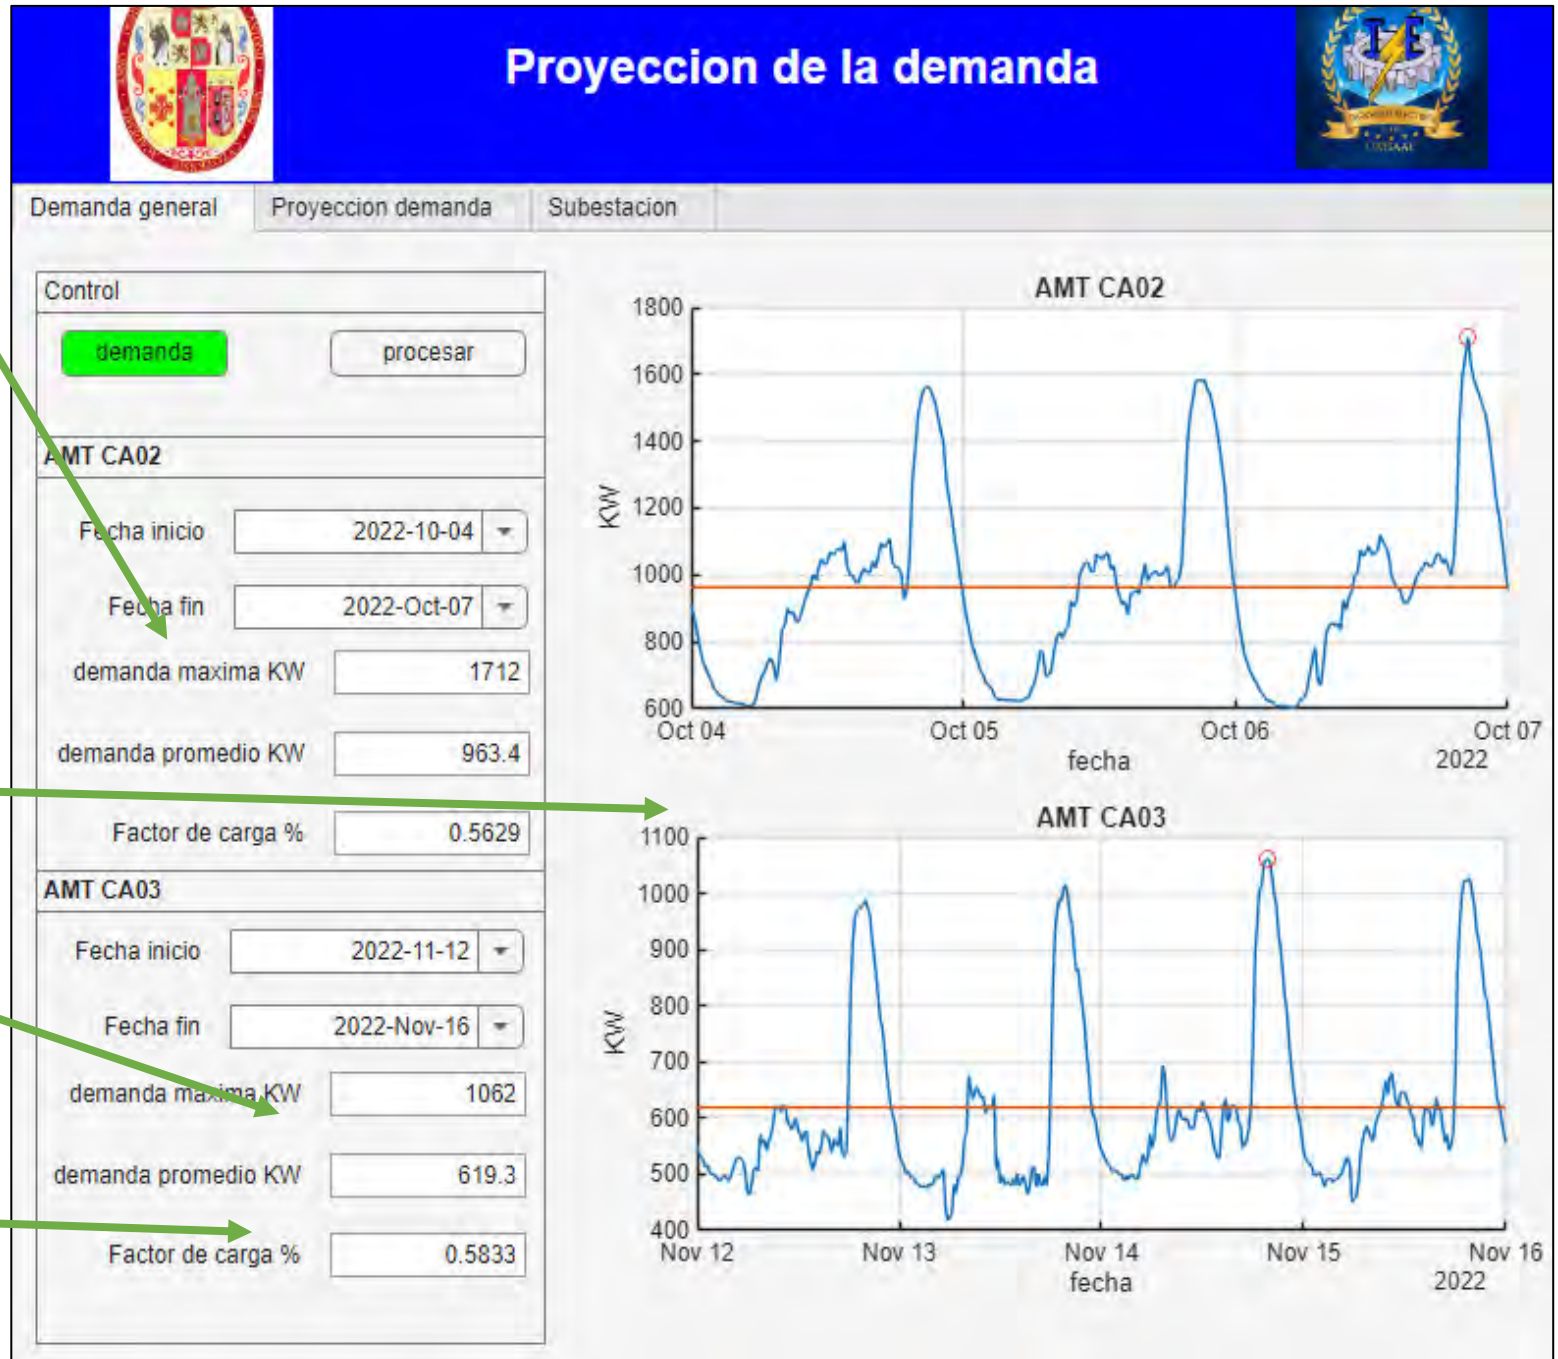 Proyeccion de la demanda
Demanda general
Proyeccion demanda
Subestacion
Control
demanda
procesar
AMT CA02
Fecha inicio
2022-10-04
Fecha fin
2022-Oct-07
demanda maxima KW
1712
demanda promedio KW
963.4
Factor de carga %
0.5629
AMT CA03
Fecha inicio
2022-11-12
Fecha fin
2022-Nov-16
demanda maxima KW
1062
demanda promedio KW
619.3
Factor de carga %
0.5833
AMT CA02
1800
1600
1400
1200
1000
800
600
KW
Oct 04
Oct 05
Oct 06
Oct 07
fecha
2022
AMT CA03
1100
1000
900
800
700
600
500
400
KW
Nov 12
Nov 13
Nov 14
Nov 15
Nov 16
fecha
2022